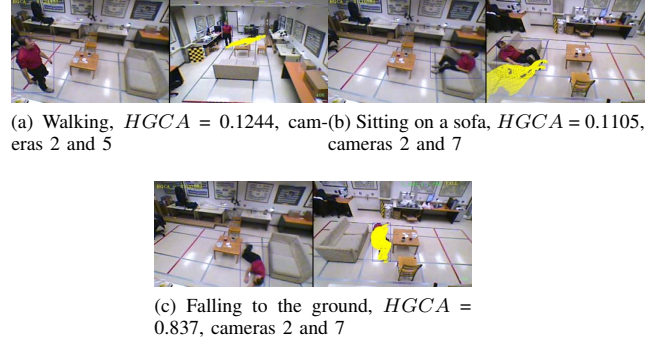 (a) Walking, HGCA = 0.1244, cam-
eras 2 and 5
(b) Sitting on a sofa, HGCA = 0.1105,
cameras 2 and 7
(c) Falling to the ground, HGCA =
0.837, cameras 2 and 7